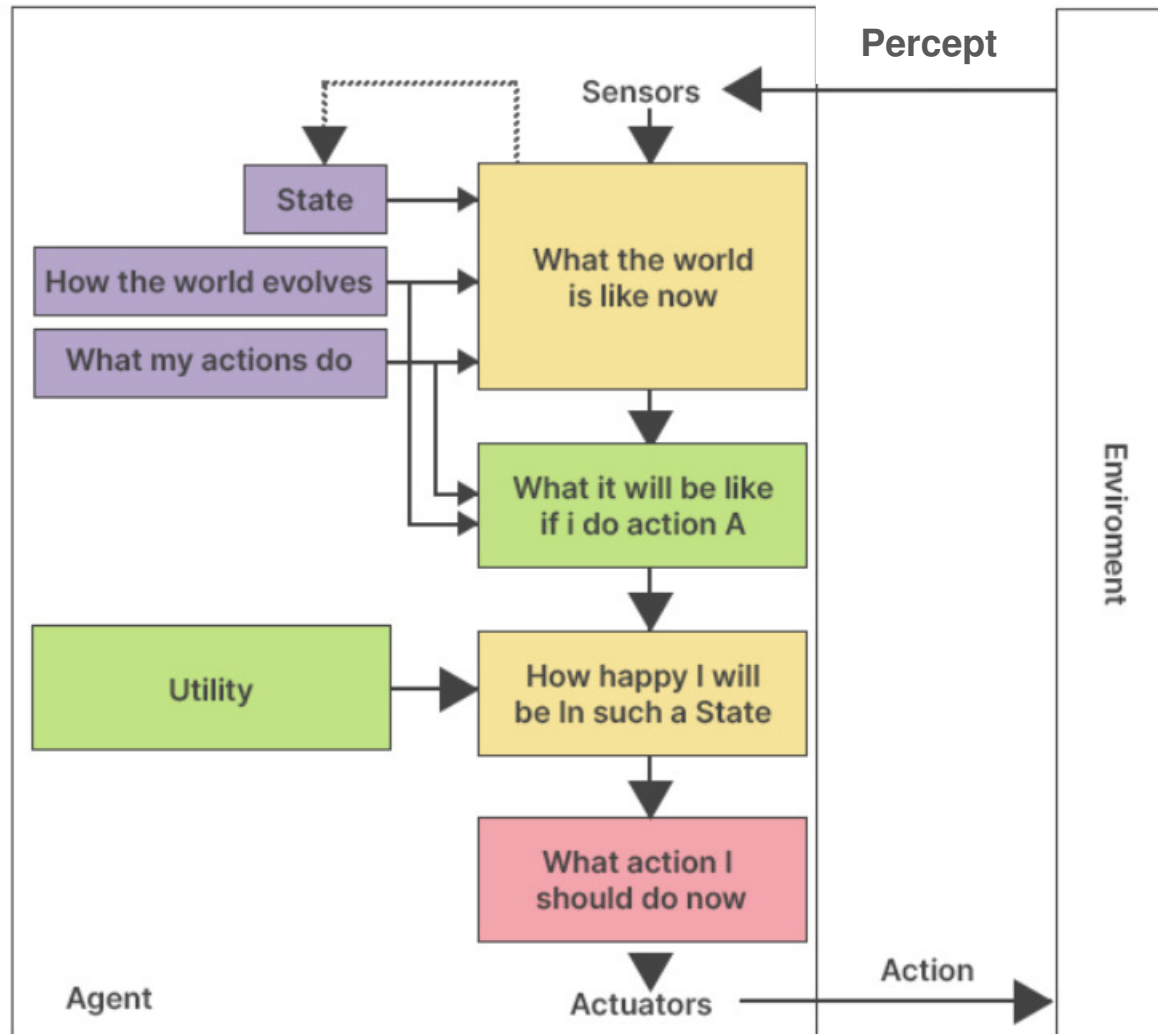 Percept
Sensors
State
How the world evolves
What my actions do
What the world
is like now
What it will be like
if i do action A
Utility
How happy I will
be In such a State
What action I
should do now
Agent
Actuators
Action
Enviroment